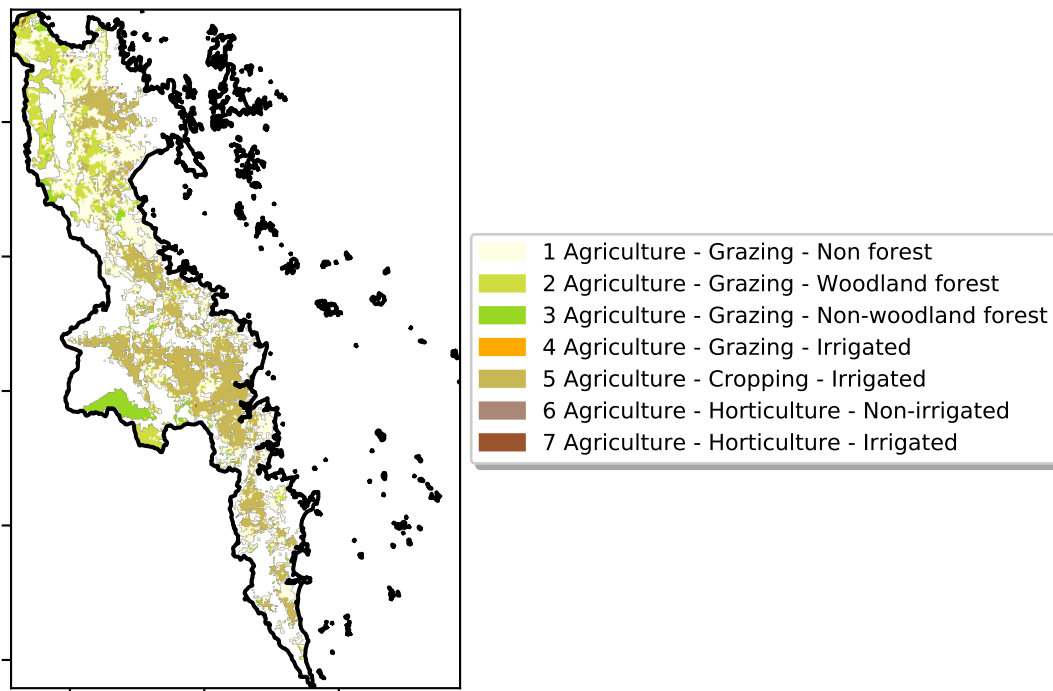 1 Agriculture - Grazing - Non forest
2 Agriculture - Grazing - Woodland forest
3 Agriculture - Grazing - Non-woodland forest
4 Agriculture - Grazing - Irrigated
5 Agriculture - Cropping - Irrigated
6 Agriculture - Horticulture - Non-irrigated
7 Agriculture - Horticulture - Irrigated